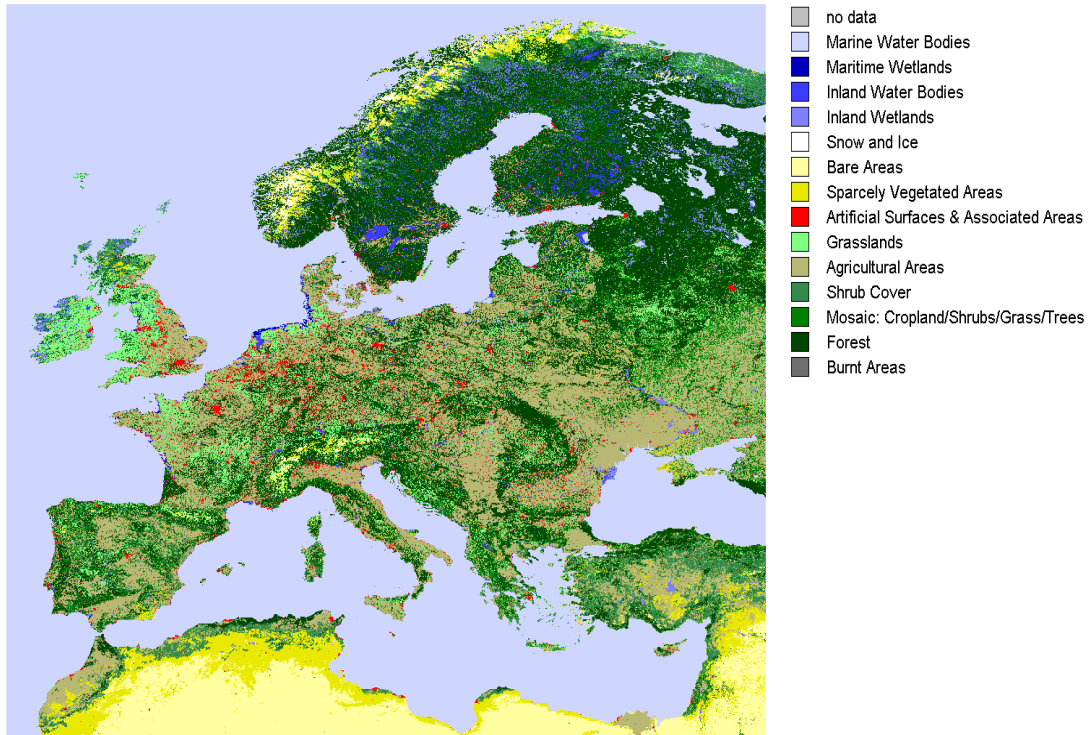 no data
Marine Water Bodies
Maritime Wetlands
Inland Water Bodies
Inland Wetlands
Snow and Ice
Bare Areas
Sparcely Vegetated Areas
Artificial Surfaces & Associated Areas
Grasslands
Agricultural Areas
Shrub Cover
Mosaic: Cropland/Shrubs/Grass/Trees
Forest
Burnt Areas